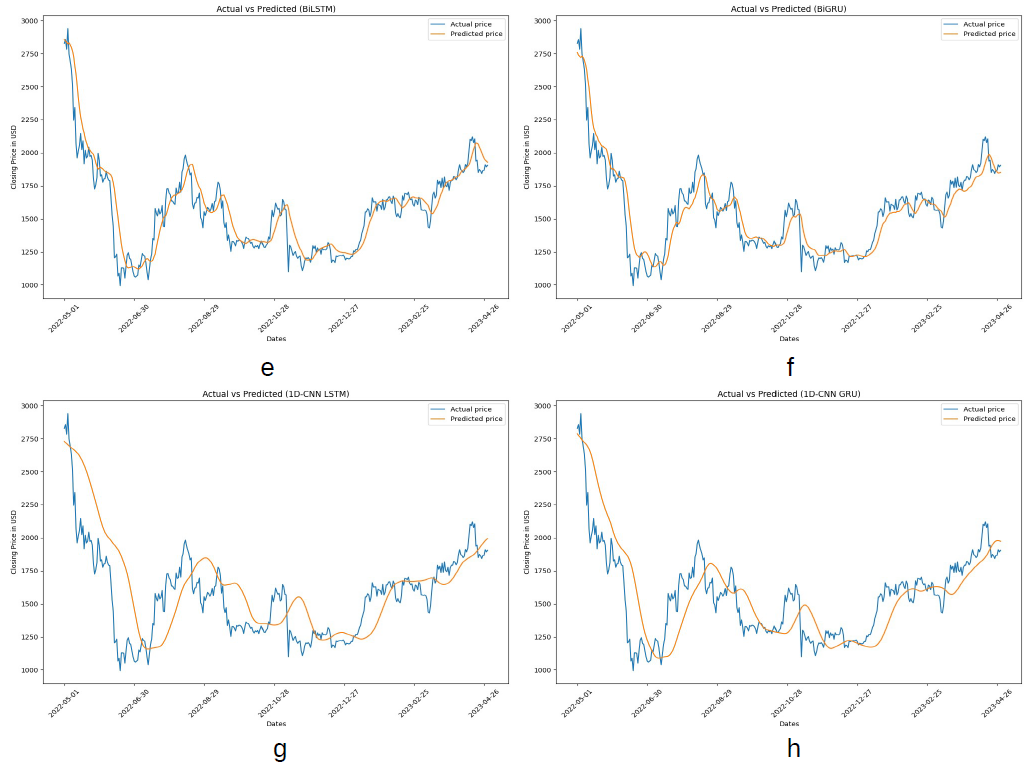 Actual vs Predicted (BiLSTM)
3000
2750
2500
2250
2000
1750
1500
1250
1000
Closing Price in USD
Actual price
Predicted price
2022-05-01
2022-06-30
2022-08-29
2022-10-28
2022-12-27
2023-02-25
2023-04-26
Dates
e
Actual vs Predicted (BiGRU)
3000
2750
2500
2250
2000
1750
1500
1250
1000
Closing Price in USD
Actual price
Predicted price
2022-05-01
2022-06-30
2022-08-29
2022-10-28
2022-12-27
2023-02-25
2023-04-26
Dates
f
Actual vs Predicted (1D-CNN LSTM)
3000
2750
2500
2250
2000
1750
1500
1250
1000
Closing Price in USD
Actual price
Predicted price
2022-05-01
2022-06-30
2022-08-29
2022-10-28
2022-12-27
2023-02-25
2023-04-26
Dates
g
Actual vs Predicted (1D-CNN GRU)
3000
2750
2500
2250
2000
1750
1500
1250
1000
Closing Price in USD
Actual price
Predicted price
2022-05-01
2022-06-30
2022-08-29
2022-10-28
2022-12-27
2023-02-25
2023-04-26
Dates
h